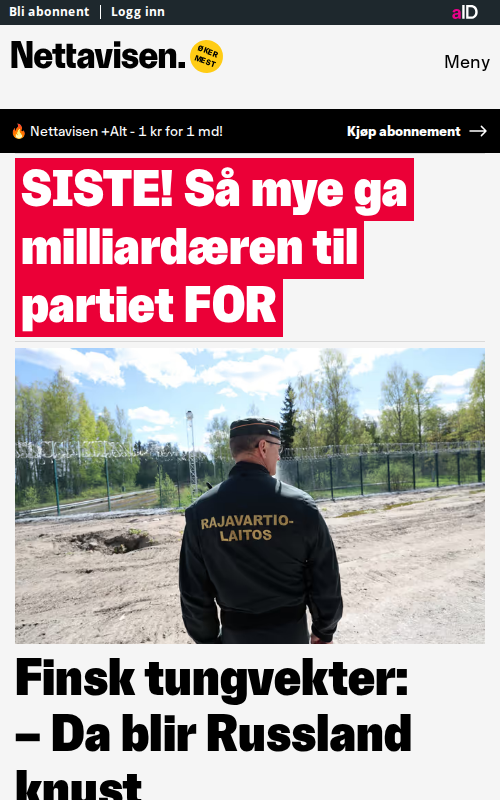 Bli abonnent | Logg inn
aID
Nettavisen.
ØKER
MEST
Meny
🔥 Nettavisen +Alt - 1 kr for 1 md!
Kjøp abonnement →
SISTE! Så mye ga
milliardæren til
partiet FOR
RAJAVARTIO-
LAITOS
Finsk tungvekter:
– Da blir Russland
knust